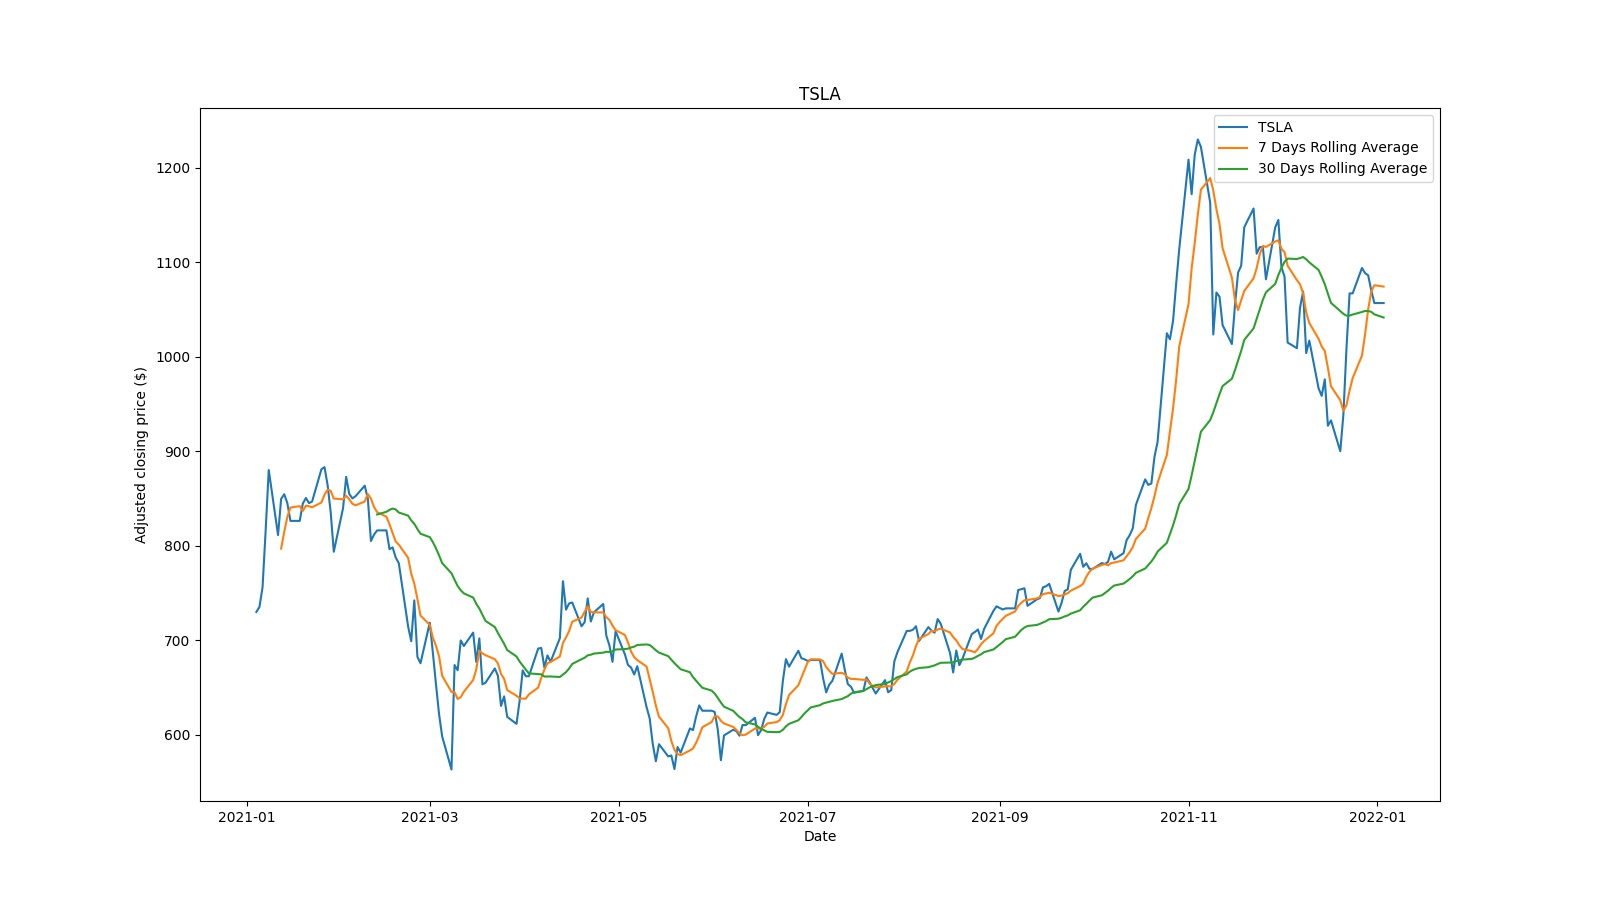 TSLA
TSLA
7 Days Rolling Average
30 Days Rolling Average
1200
1100
1000
900
800
700
600
Adjusted closing price ($)
2021-01 2021-03 2021-05 2021-07 2021-09 2021-11 2022-01
Date